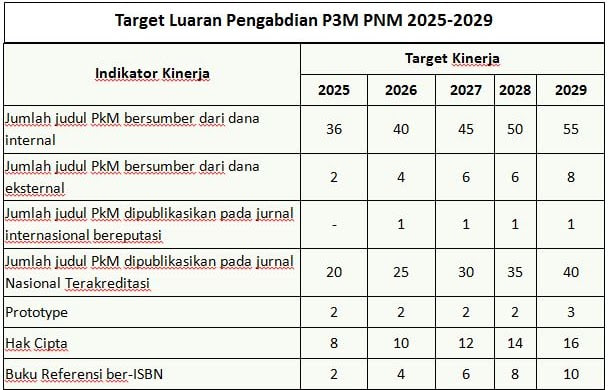 Target Luaran Pengabdian P3M PNM 2025-2029
Indikator Kinerja
Target Kinerja
2025 2026 2027 2028 2029
Jumlah judul PkM bersumber dari dana
internal
36 40 45 50 55
Jumlah judul PkM bersumber dari dana
eksternal
2 4 6 6 8
Jumlah judul PkM dipublikasikan pada jurnal
internasional bereputasi
- 1 1 1 1
Jumlah judul PkM dipublikasikan pada jurnal
Nasional Terakreditasi
20 25 30 35 40
Prototype 2 2 2 2 3
Hak Cipta 8 10 12 14 16
Buku Referensi ber-ISBN 2 4 6 8 10